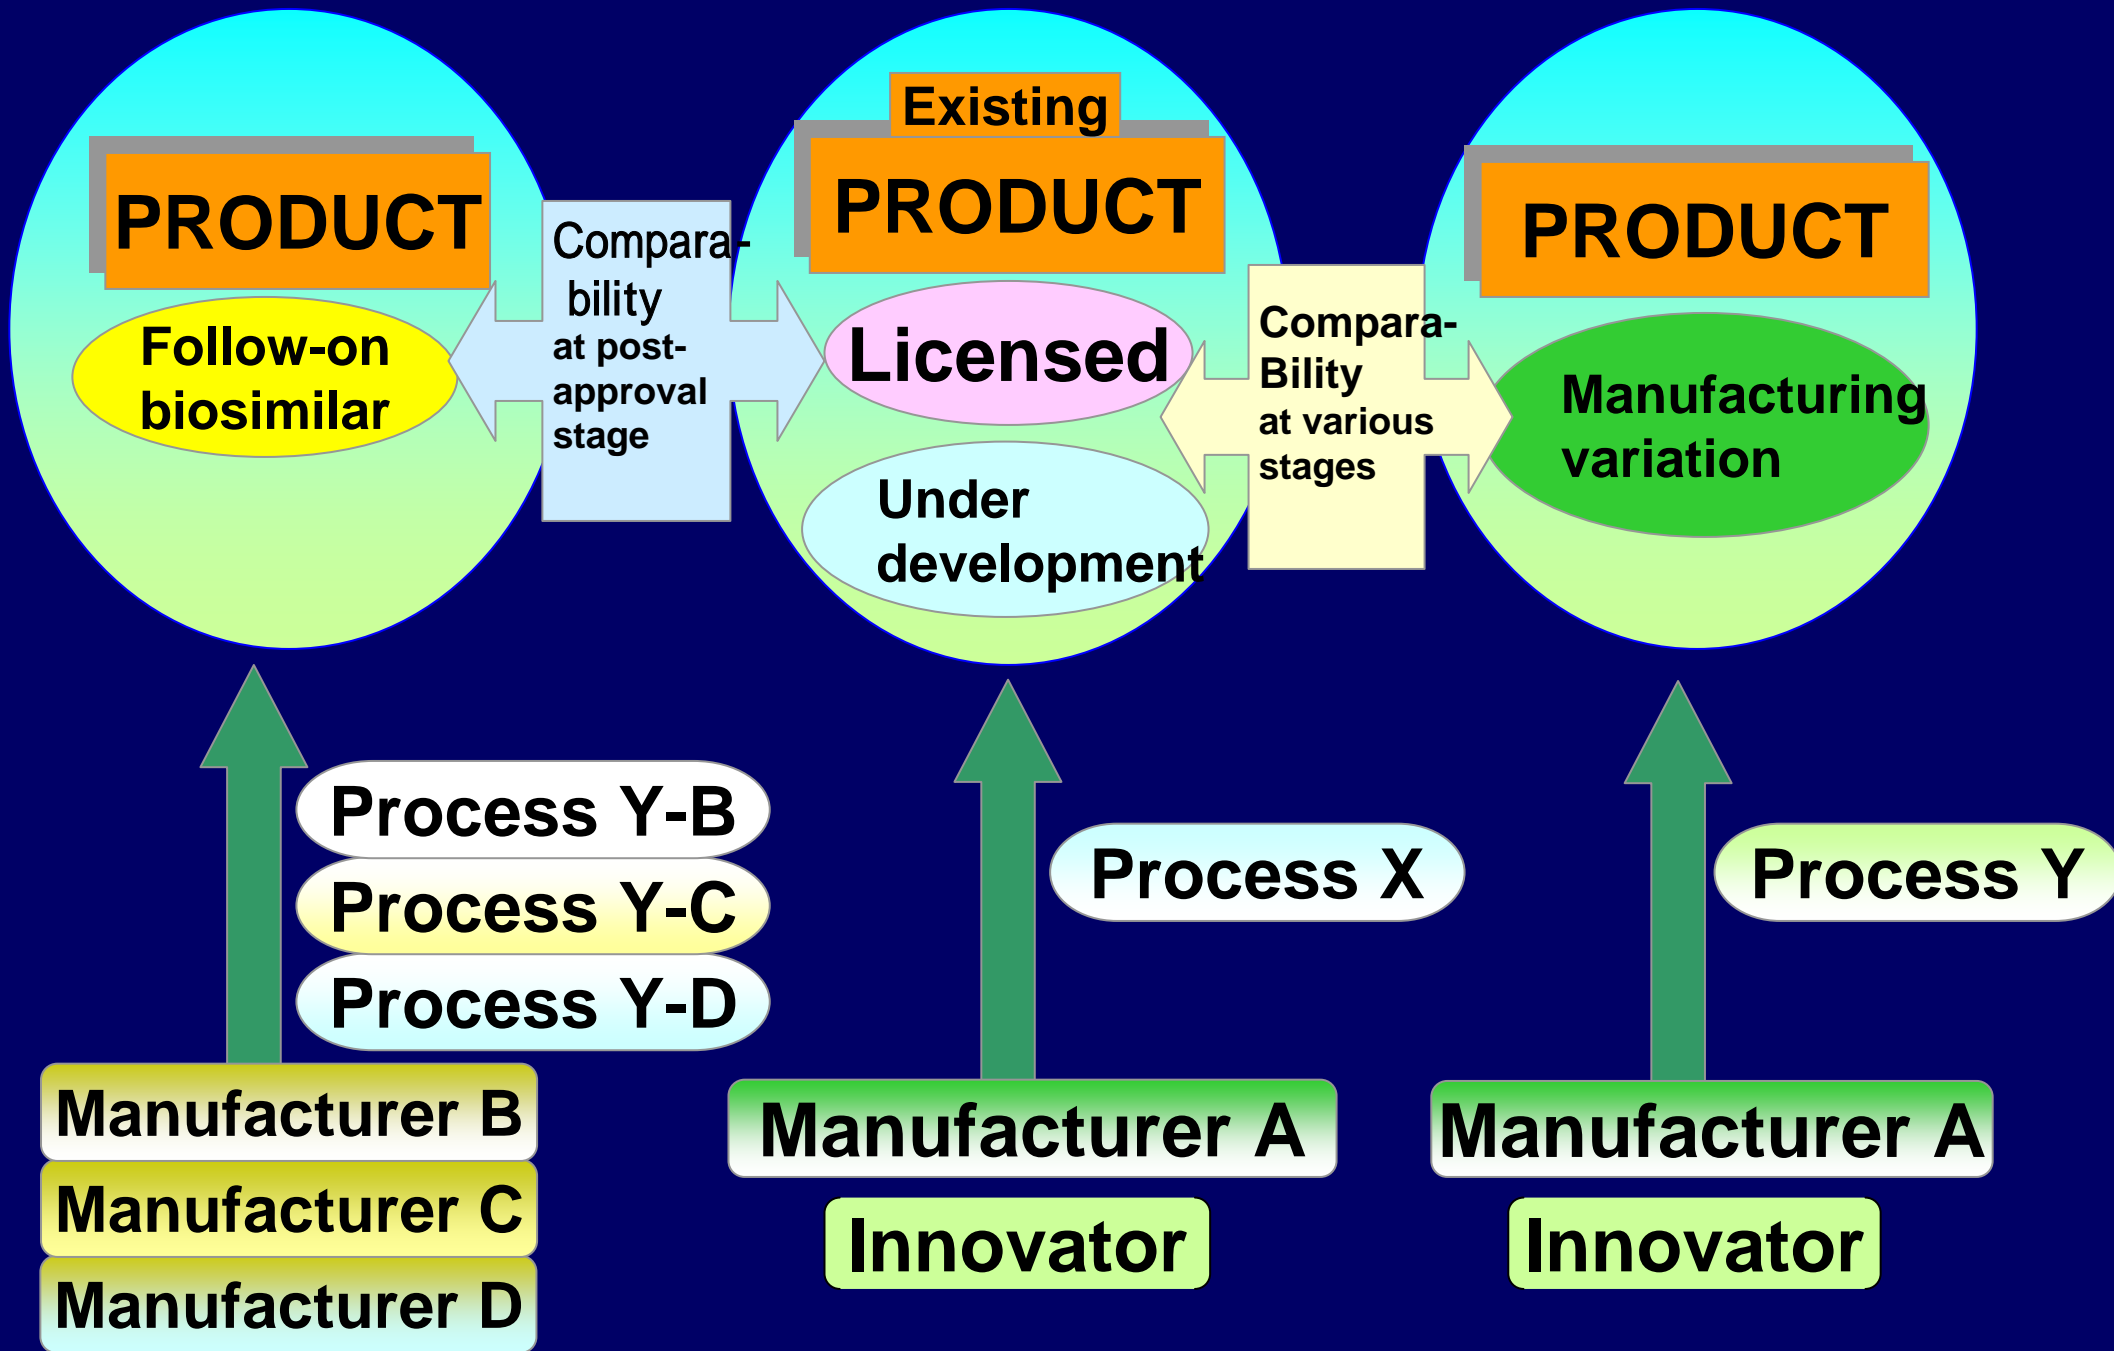 PRODUCT
Follow-on
biosimilar
Compara-
bility
at post-
approval
stage
Existing
PRODUCT
Licensed
Under
development
Compara-
Bility
at various
stages
PRODUCT
Manufacturing
variation
Process Y-B
Process Y-C
Process Y-D
Process X
Process Y
Manufacturer B
Manufacturer C
Manufacturer D
Manufacturer A
Innovator
Manufacturer A
Innovator